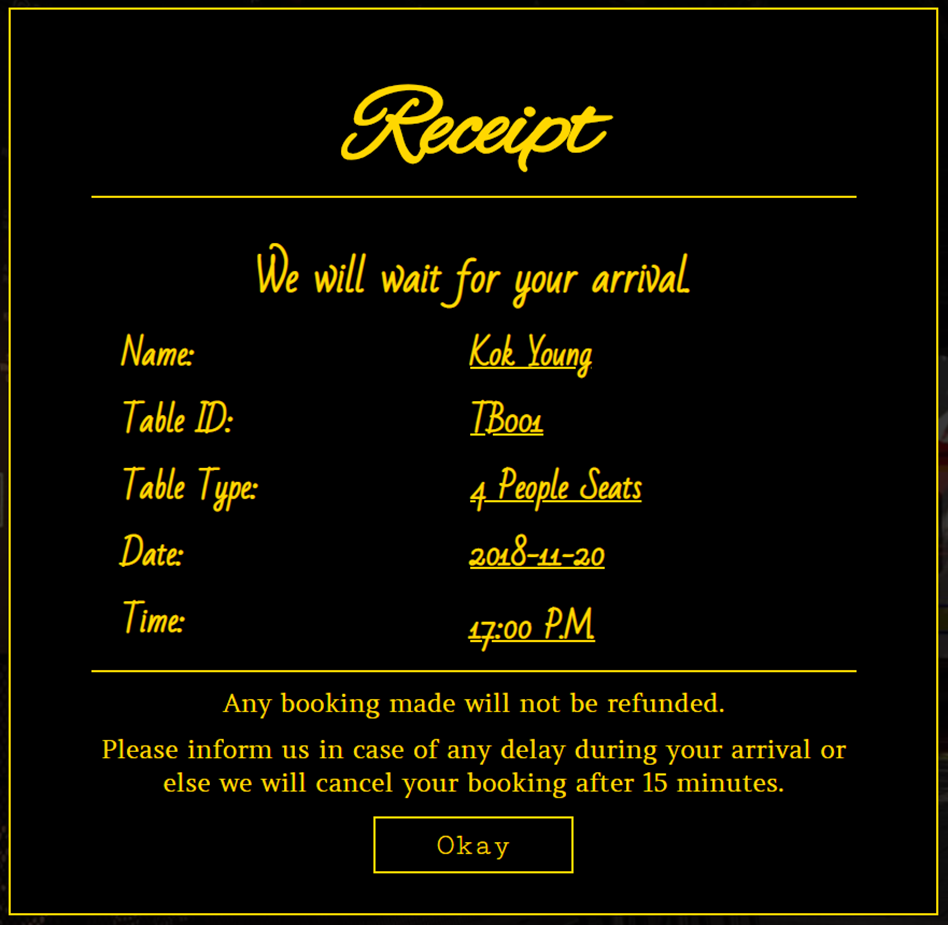 Receipt
We will wait for your arrival.
Name: Kok Young
Table ID: TB001
Table Type: 4 People Seats
Date: 2018-11-20
Time: 17:00 P.M.
Any booking made will not be refunded.
Please inform us in case of any delay during your arrival or
else we will cancel your booking after 15 minutes.
Okay